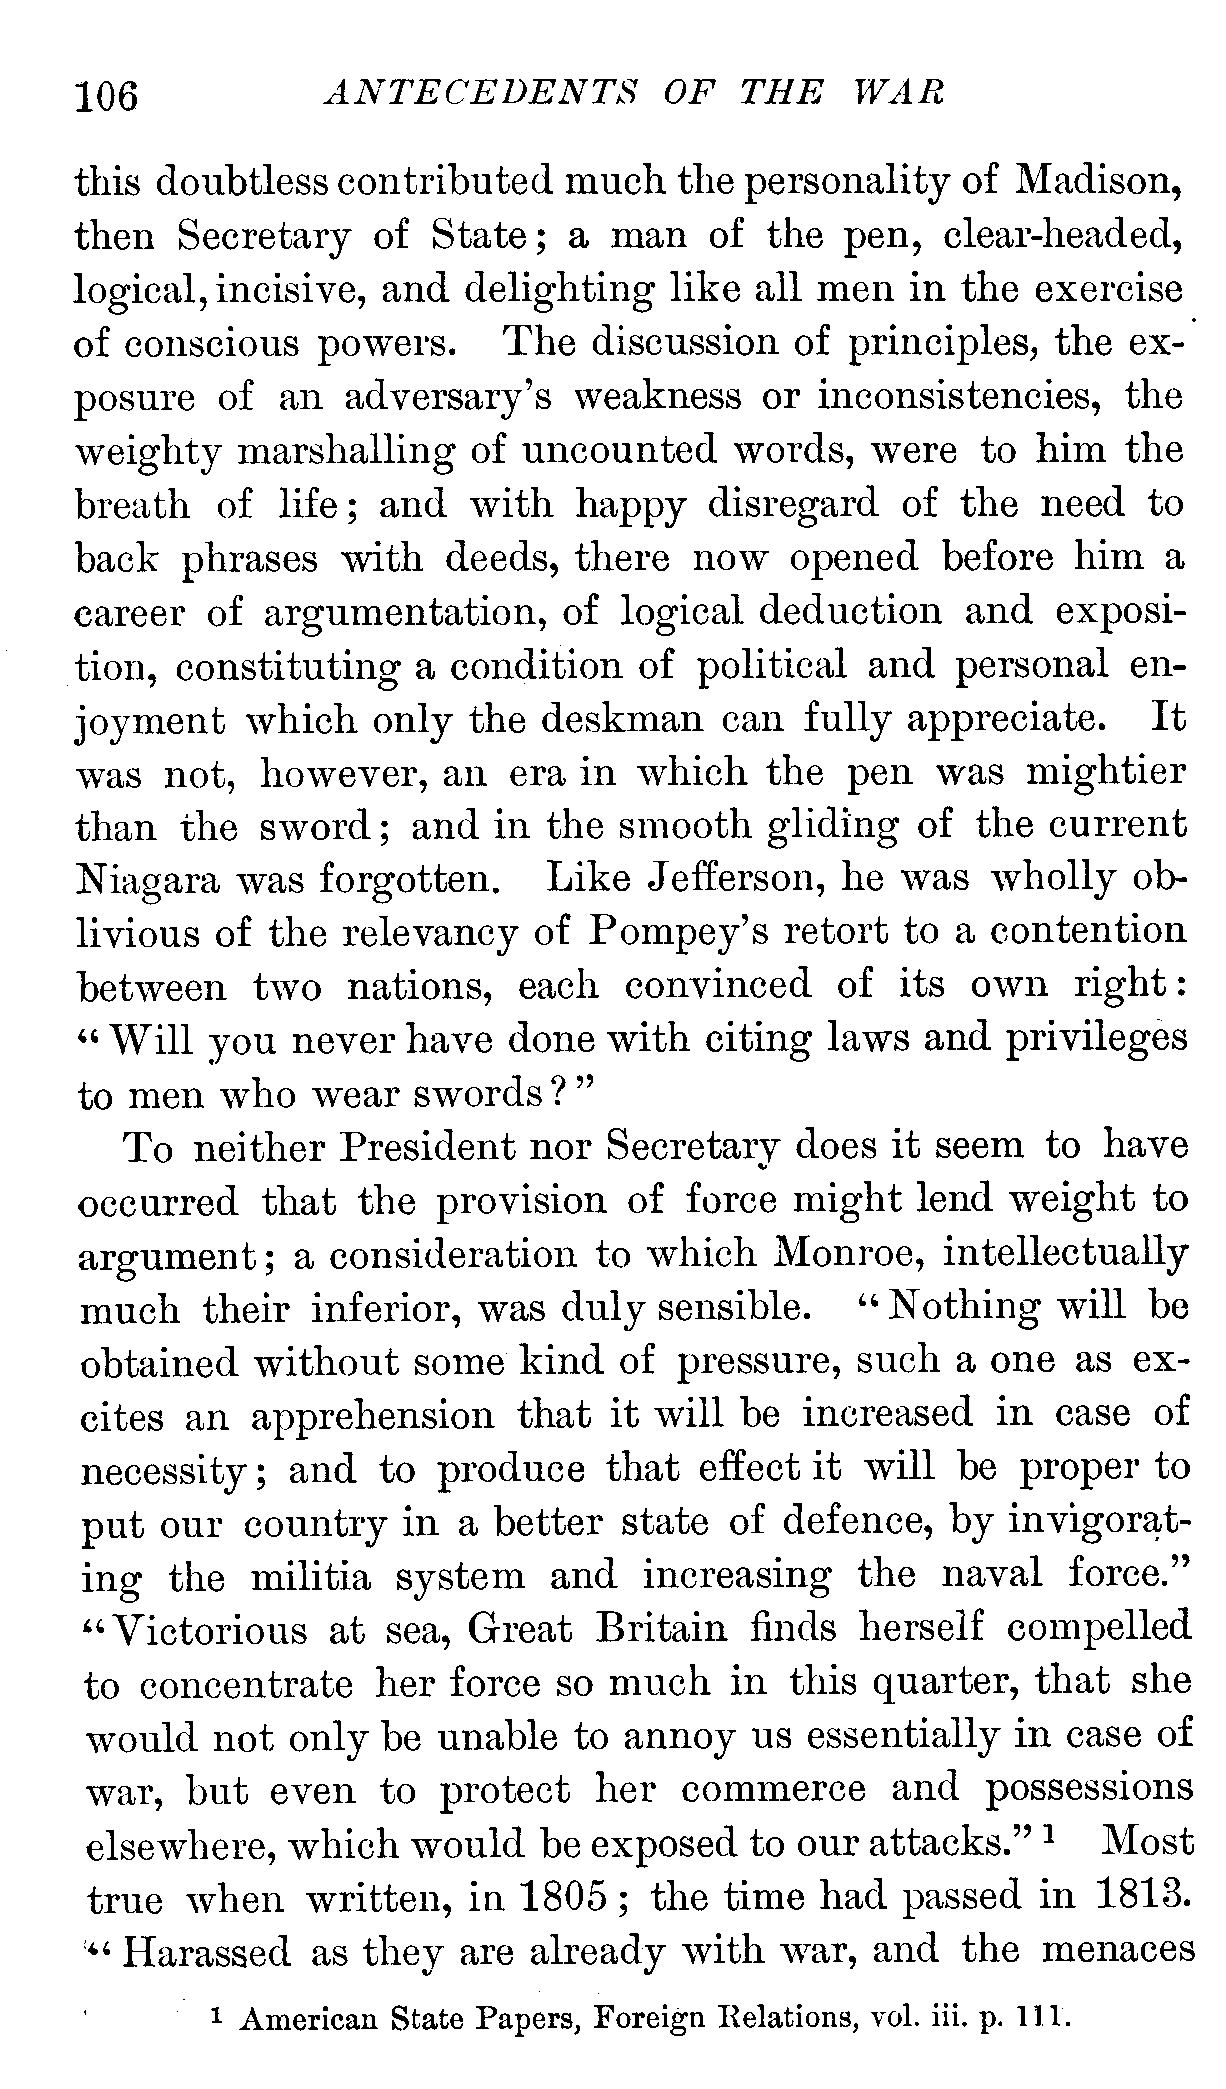 106 ANTECEDENTS OF THE WAR
this doubtless contributed much the personality of Madison,
then Secretary of State; a man of the pen, clear-headed,
logical, incisive, and delighting like all men in the exercise
of conscious powers. The discussion of principles, the ex-
posure of an adversary's weakness or inconsistencies, the
weighty marshalling of uncounted words, were to him the
breath of life; and with happy disregard of the need to
back phrases with deeds, there now opened before him a
career of argumentation, of logical deduction and exposi-
tion, constituting a condition of political and personal en-
joyment which only the deskman can fully appreciate. It
was not, however, an era in which the pen was mightier
than the sword; and in the smooth gliding of the current
Niagara was forgotten. Like Jefferson, he was wholly ob-
livious of the relevancy of Pompey's retort to a contention
between two nations, each convinced of its own right:
"Will you never have done with citing laws and privileges
to men who wear swords?"
To neither President nor Secretary does it seem to have
occurred that the provision of force might lend weight to
argument; a consideration to which Monroe, intellectually
much their inferior, was duly sensible. "Nothing will be
obtained without some kind of pressure, such a one as ex-
cites an apprehension that it will be increased in case of
necessity; and to produce that effect it will be proper to
put our country in a better state of defence, by invigorat-
ing the militia system and increasing the naval force."
"Victorious at sea, Great Britain finds herself compelled
to concentrate her force so much in this quarter, that she
would not only be unable to annoy us essentially in case of
war, but even to protect her commerce and possessions
elsewhere, which would be exposed to our attacks." 1 Most
true when written, in 1805; the time had passed in 1813.
"Harassed as they are already with war, and the menaces
1 American State Papers, Foreign Relations, vol. iii. p. 111.